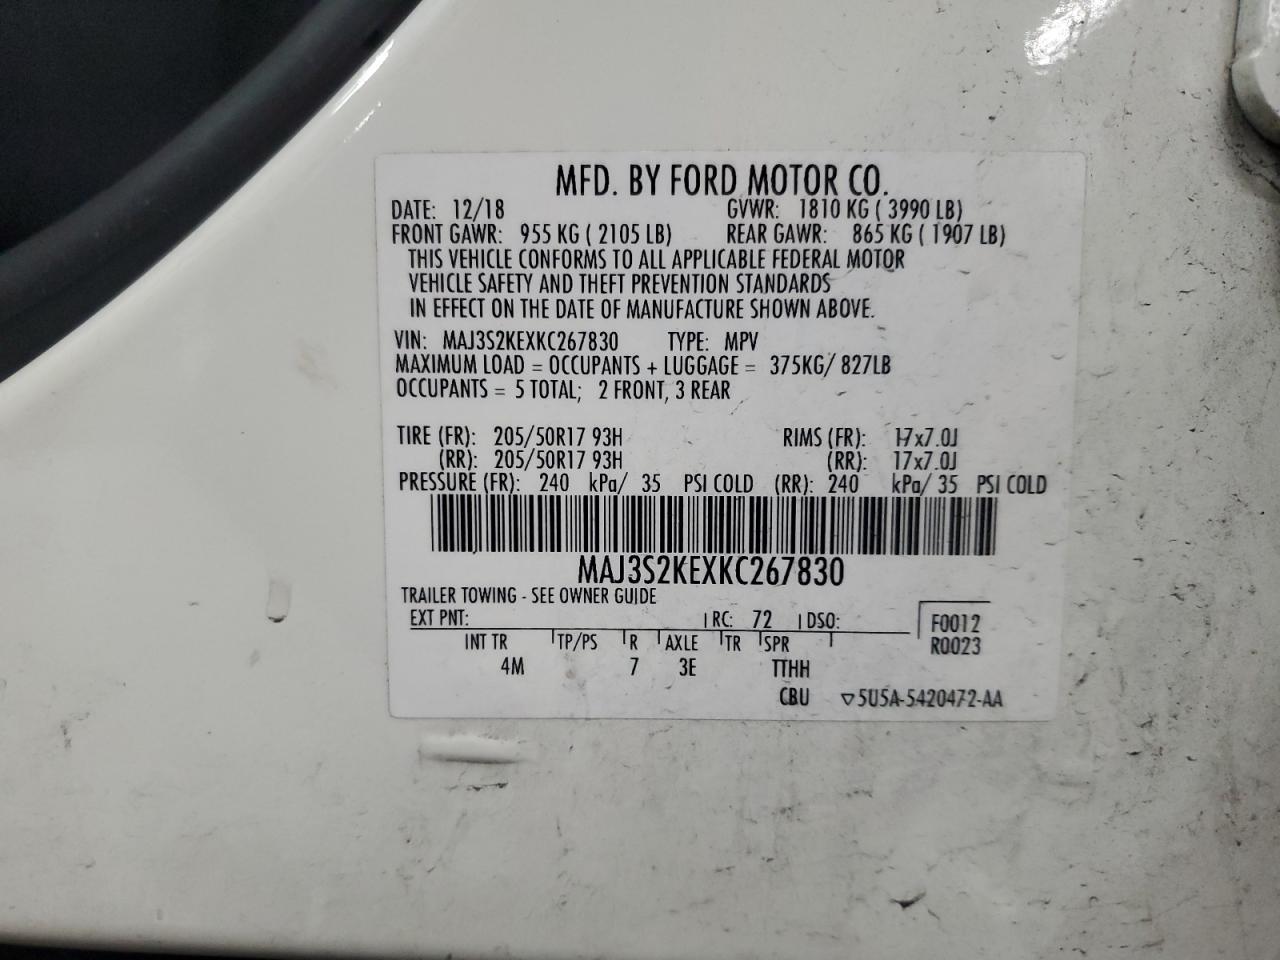 MFD. BY FORD MOTOR CO.
DATE: 12/18 GVWR: 1810 KG ( 3990 LB)
FRONT GAWR: 955 KG ( 2105 LB) REAR GAWR: 865 KG ( 1907 LB)
THIS VEHICLE CONFORMS TO ALL APPLICABLE FEDERAL MOTOR
VEHICLE SAFETY AND THEFT PREVENTION STANDARDS
IN EFFECT ON THE DATE OF MANUFACTURE SHOWN ABOVE.
VIN: MAJ3S2KEXKC267830 TYPE: MPV
MAXIMUM LOAD = OCCUPANTS + LUGGAGE = 375KG/ 827LB
OCCUPANTS = 5 TOTAL; 2 FRONT, 3 REAR
TIRE (FR): 205/50R17 93H RIMS (FR): 17x7.0J
(RR): 205/50R17 93H (RR): 17x7.0J
PRESSURE (FR): 240 kPa/ 35 PSI COLD (RR): 240 kPa/ 35 PSI COLD
MAJ3S2KEXKC267830
TRAILER TOWING - SEE OWNER GUIDE
EXT PNT: RC: 72 DSO: F0012
INT TR TP/PS R AXLE TR SPR R0023
4M 7 3E TTHH
CBU ▽5U5A-5420472-AA